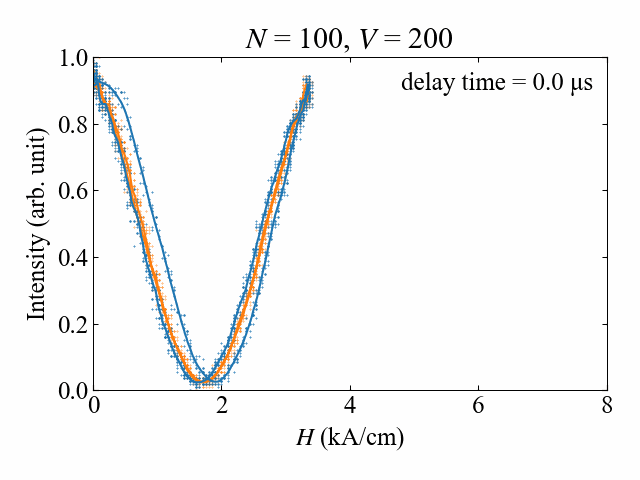 N = 100, V = 200
delay time = 0.0 μs
1.0
0.8
0.6
0.4
0.2
0.0
Intensity (arb. unit)
0 2 4 6 8
H (kA/cm)